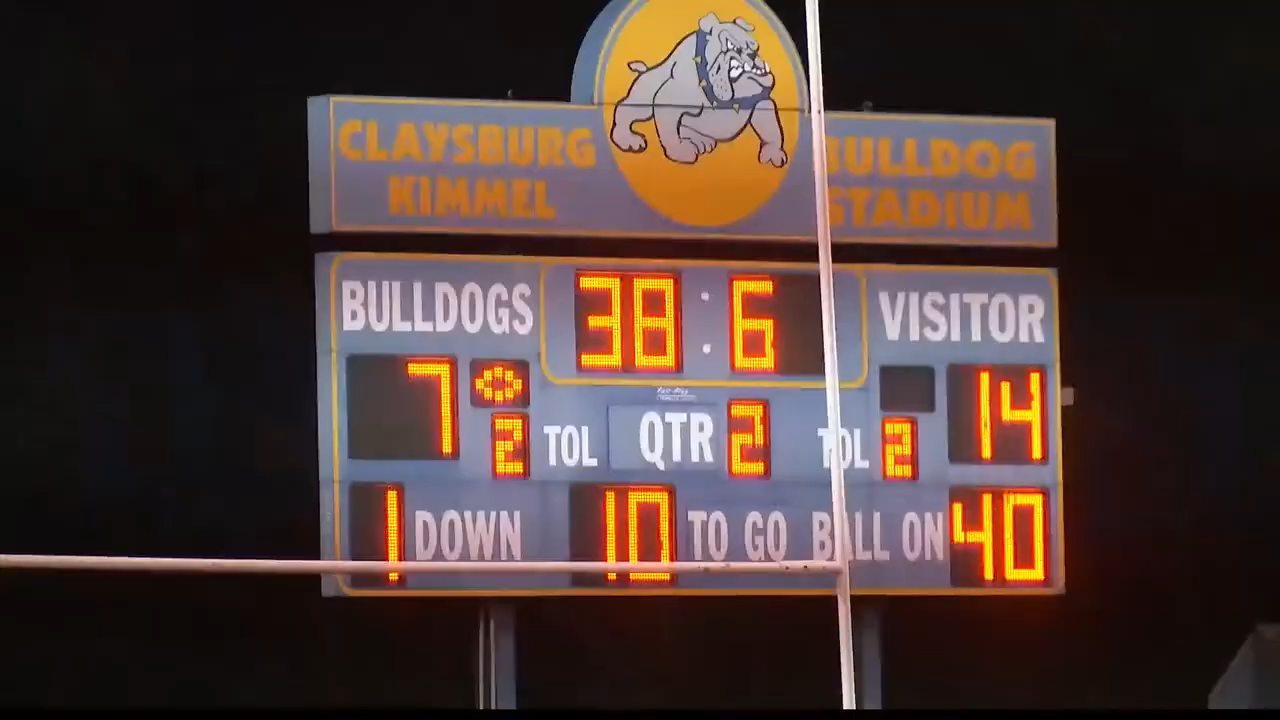 CLAYSBURG BULLDOG
KIMMEL STADIUM
BULLDOGS 38:6 VISITOR
7 14
2 TOL QTR 2 TOL 2
1 DOWN 10 TO GO BALL ON 40